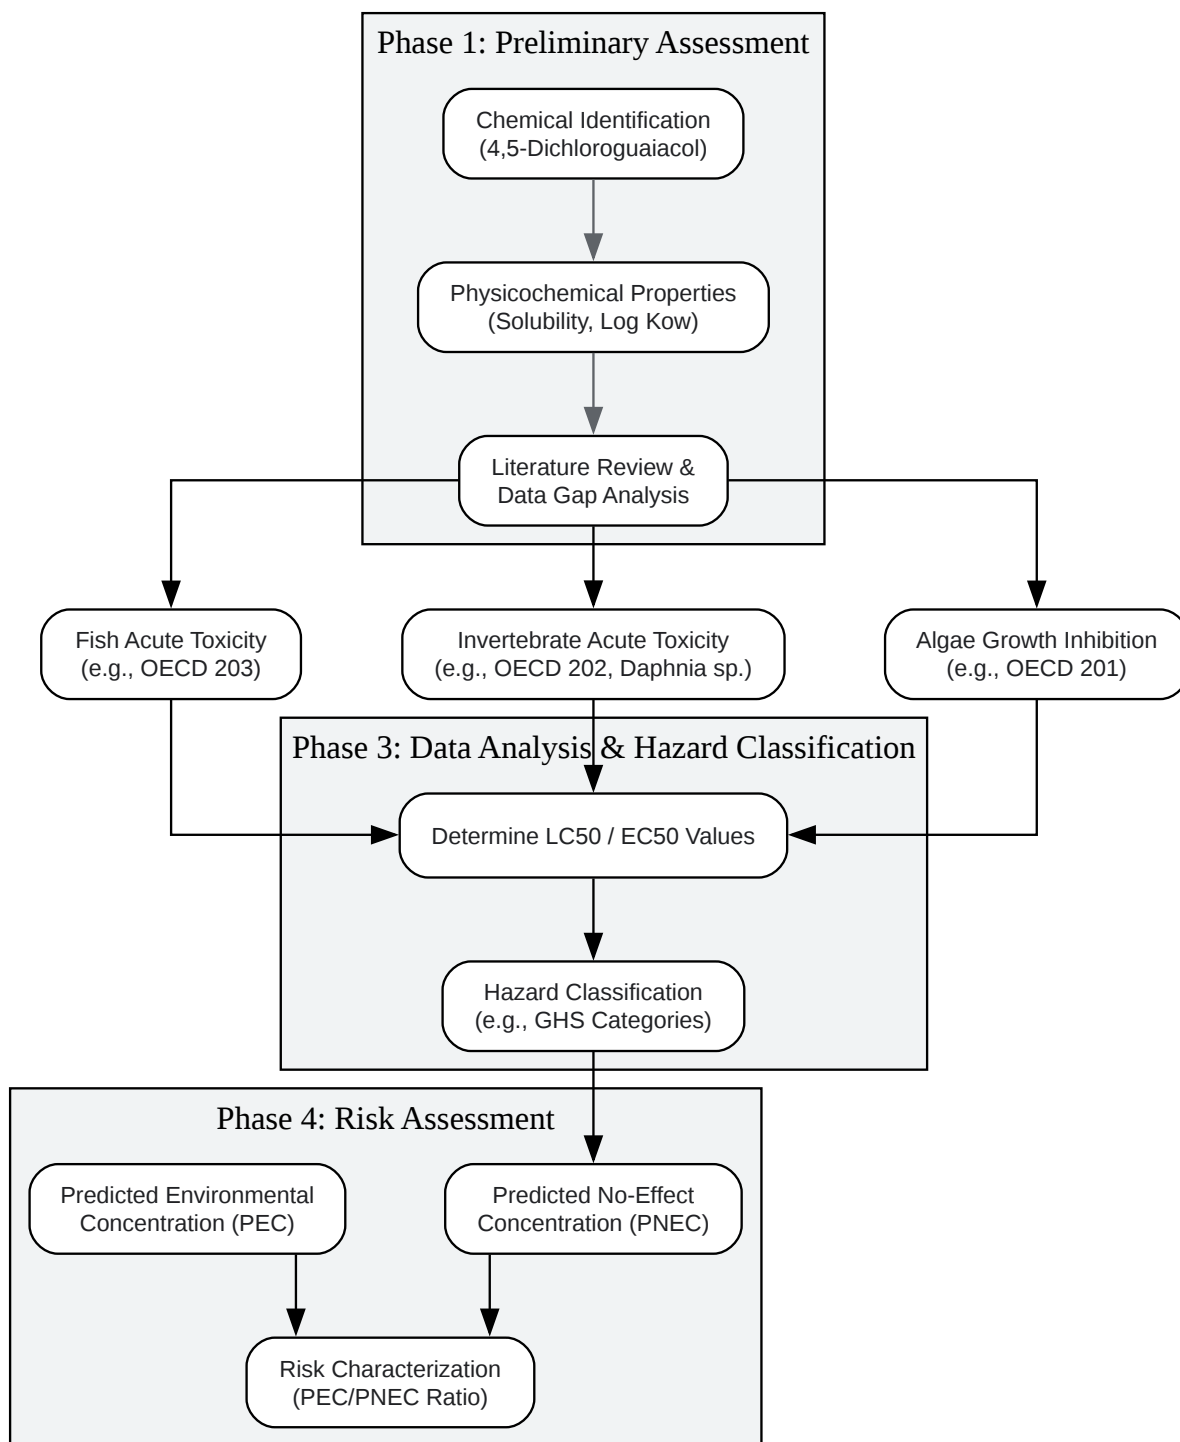 Phase 1: Preliminary Assessment
Chemical Identification
(4,5-Dichloroguaiacol)
Physicochemical Properties
(Solubility, Log Kow)
Literature Review &
Data Gap Analysis
Fish Acute Toxicity
(e.g., OECD 203)
Invertebrate Acute Toxicity
(e.g., OECD 202, Daphnia sp.)
Algae Growth Inhibition
(e.g., OECD 201)
Phase 3: Data Analysis & Hazard Classification
Determine LC50 / EC50 Values
Hazard Classification
(e.g., GHS Categories)
Phase 4: Risk Assessment
Predicted Environmental
Concentration (PEC)
Predicted No-Effect
Concentration (PNEC)
Risk Characterization
(PEC/PNEC Ratio)